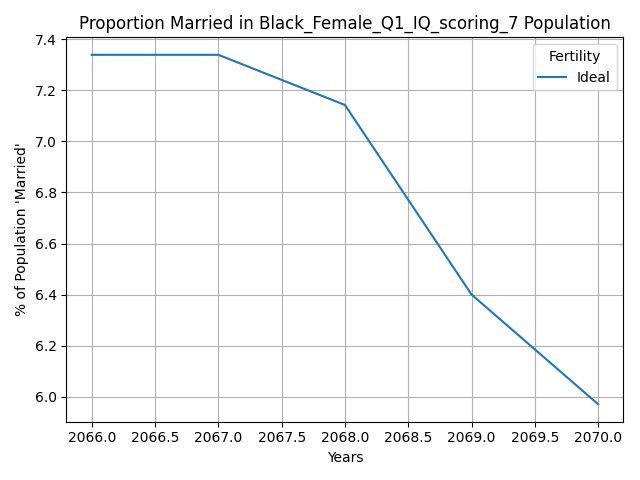 Proportion Married in Black_Female_Q1_IQ_scoring_7 Population
7.4
7.2
7.0
6.8
6.6
6.4
6.2
6.0
% of Population 'Married'
Fertility
Ideal
2066.0 2066.5 2067.0 2067.5 2068.0 2068.5 2069.0 2069.5 2070.0
Years